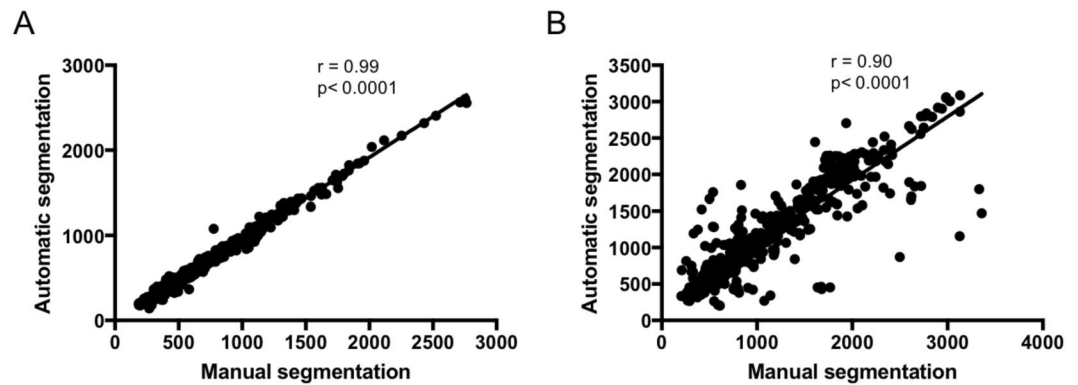 A
r = 0.99
p< 0.0001
Automatic segmentation
3000
2000
1000
0
0 500 1000 1500 2000 2500 3000
Manual segmentation
B
r = 0.90
p< 0.0001
Automatic segmentation
3500
3000
2500
2000
1500
1000
500
0
0 1000 2000 3000 4000
Manual segmentation